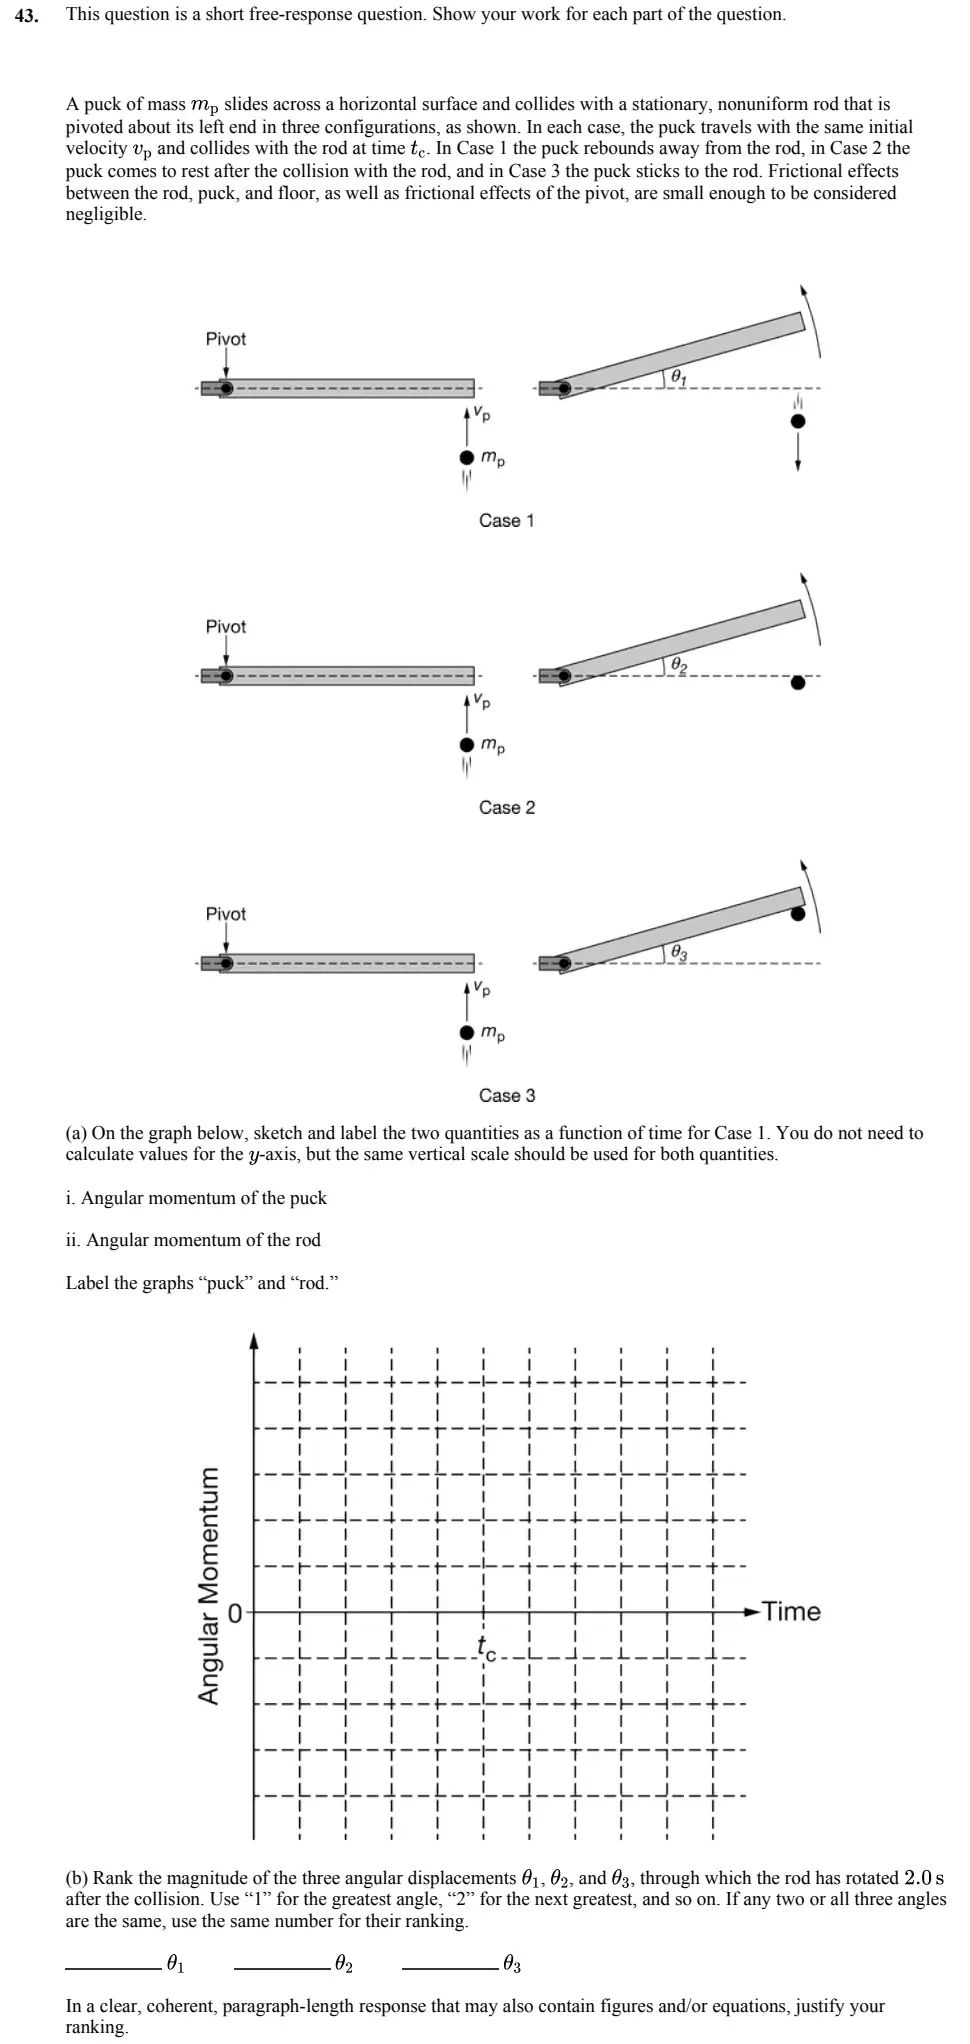 43. This question is a short free-response question. Show your work for each part of the question.
A puck of mass mp slides across a horizontal surface and collides with a stationary, nonuniform rod that is
pivoted about its left end in three configurations, as shown. In each case, the puck travels with the same initial
velocity vp and collides with the rod at time tc. In Case 1 the puck rebounds away from the rod, in Case 2 the
puck comes to rest after the collision with the rod, and in Case 3 the puck sticks to the rod. Frictional effects
between the rod, puck, and floor, as well as frictional effects of the pivot, are small enough to be considered
negligible.
Pivot
θ1
vp
mp
Case 1
Pivot
θ2
vp
mp
Case 2
Pivot
θ3
vp
mp
Case 3
(a) On the graph below, sketch and label the two quantities as a function of time for Case 1. You do not need to
calculate values for the y-axis, but the same vertical scale should be used for both quantities.
i. Angular momentum of the puck
ii. Angular momentum of the rod
Label the graphs “puck” and “rod.”
Angular Momentum
0
Time
tc
(b) Rank the magnitude of the three angular displacements θ1, θ2, and θ3, through which the rod has rotated 2.0 s
after the collision. Use “1” for the greatest angle, “2” for the next greatest, and so on. If any two or all three angles
are the same, use the same number for their ranking.
__________ θ1 __________ θ2 __________ θ3
In a clear, coherent, paragraph-length response that may also contain figures and/or equations, justify your
ranking.